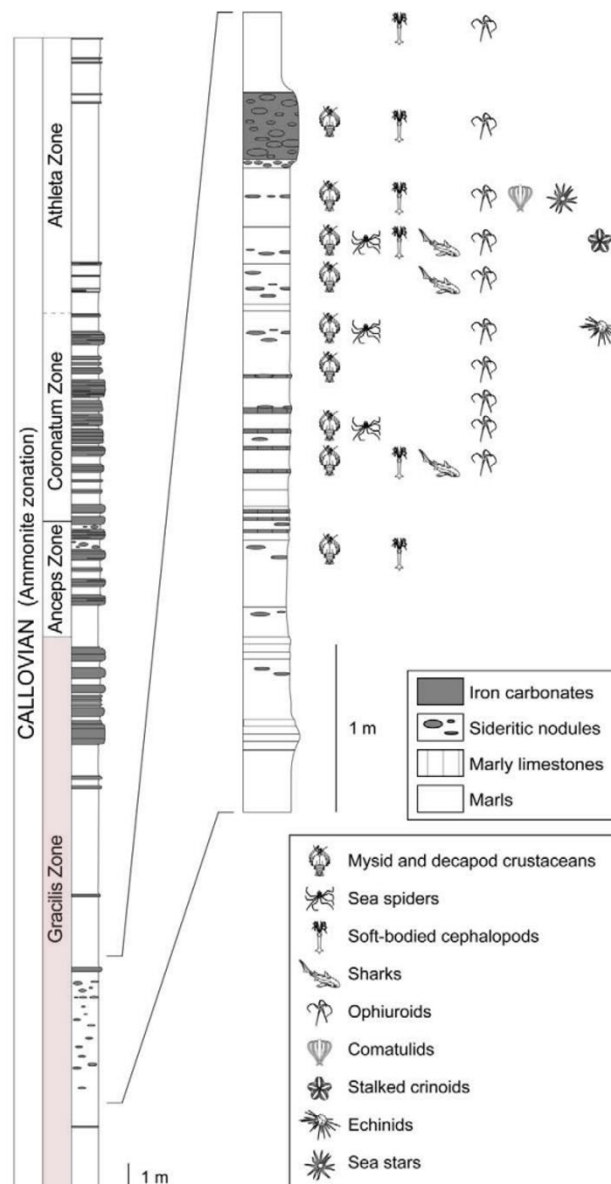 CALLOVIAN (Ammonite zonation)
Athleta Zone
Coronatum Zone
Anceps Zone
Gracilis Zone
1 m
1 m
Iron carbonates
Sideritic nodules
Marly limestones
Marls
Mysid and decapod crustaceans
Sea spiders
Soft-bodied cephalopods
Sharks
Ophiuroids
Comatulids
Stalked crinoids
Echinids
Sea stars